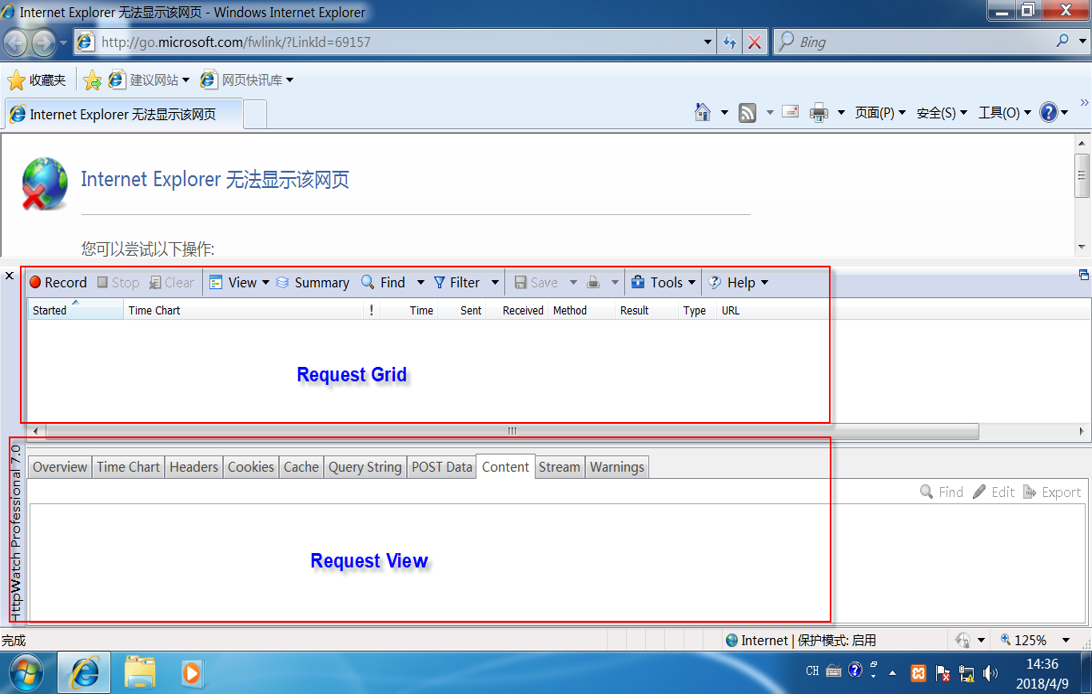 Internet Explorer 无法显示该网页 - Windows Internet Explorer
http://go.microsoft.com/fwlink/?LinkId=69157 Bing
收藏夹 建议网站 网页快讯库
Internet Explorer 无法显示该网页 页面(P) 安全(S) 工具(O)
Internet Explorer 无法显示该网页
您可以尝试以下操作:
Record Stop Clear View Summary Find Filter Save Tools Help
Started Time Chart ! Time Sent Received Method Result Type URL
Request Grid
HttpWatch Professional 7.0
Overview Time Chart Headers Cookies Cache Query String POST Data Content Stream Warnings
Find Edit Export
Request View
完成 Internet | 保护模式: 启用 125%
CH 14:36
2018/4/9